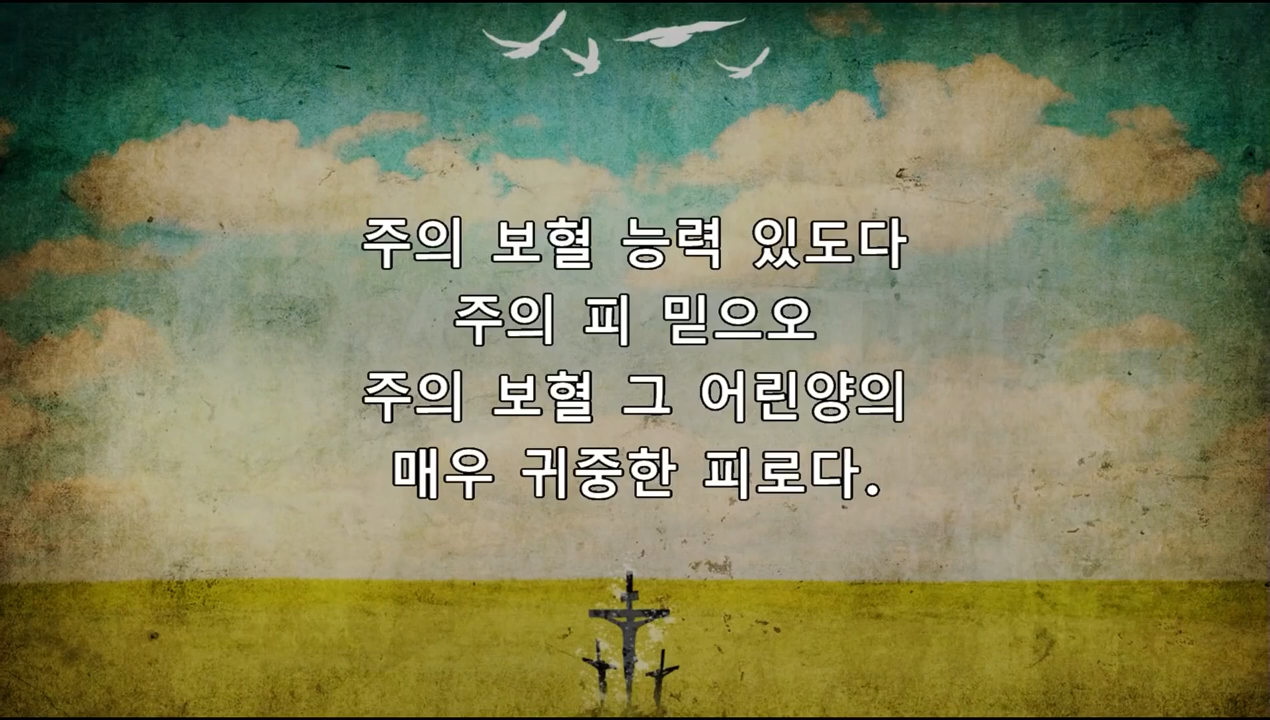 주의 보혈 능력 있도다
주의 피 믿으오
주의 보혈 그 어린양의
매우 귀중한 피로다.